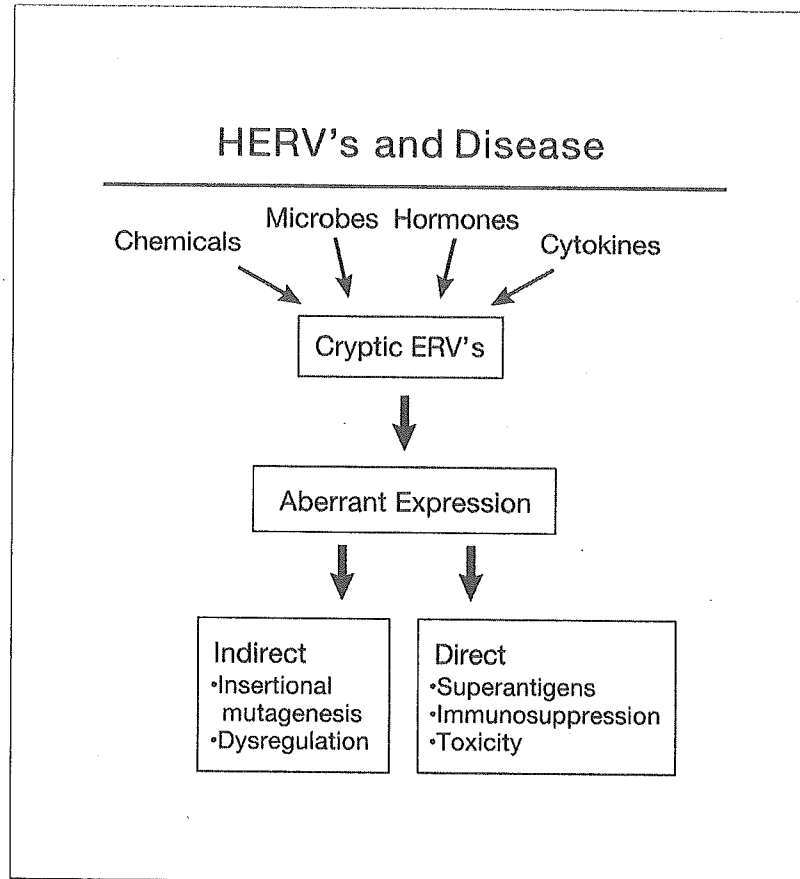 HERV's and Disease
Microbes Hormones
Chemicals
Cytokines
Cryptic ERV's
Aberrant Expression
Indirect
•Insertional
mutagenesis
•Dysregulation
Direct
•Superantigens
•Immunosuppression
•Toxicity